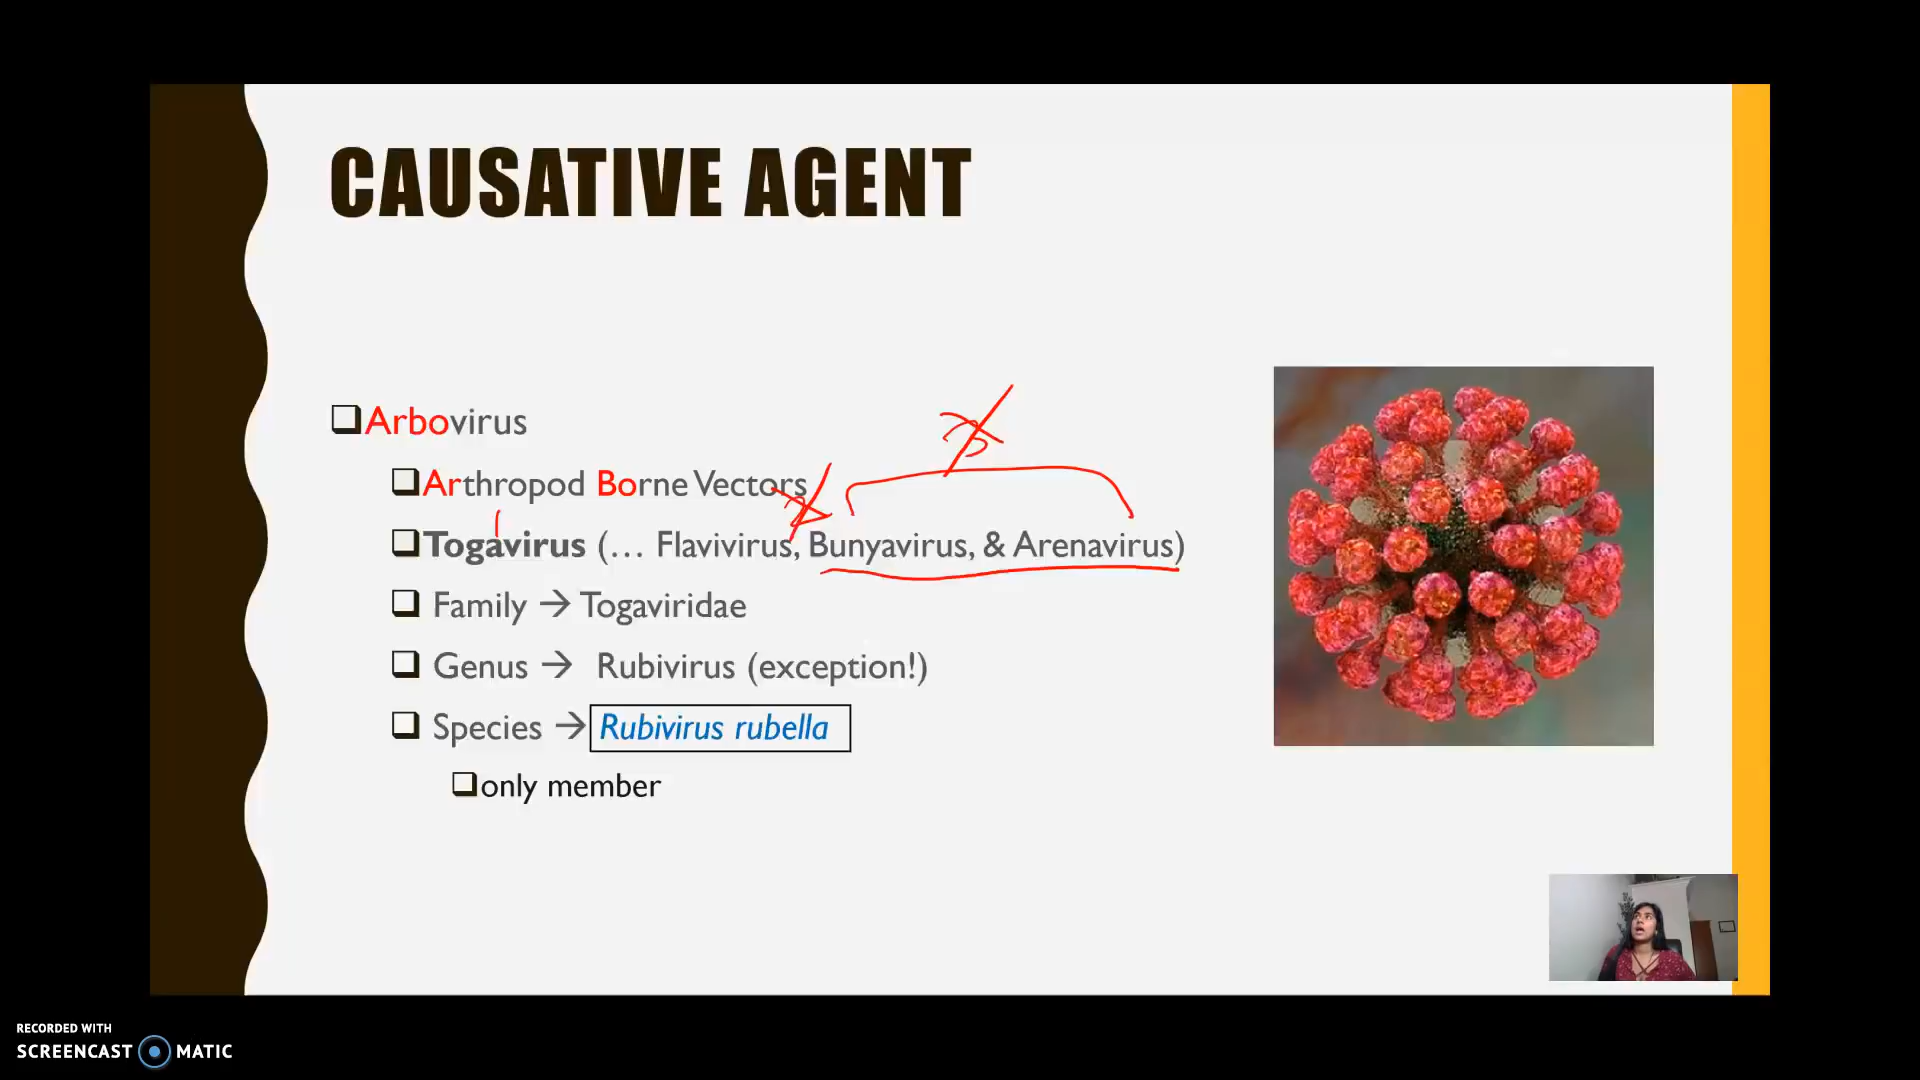 CAUSATIVE AGENT
Arbovirus
Arthropod Borne Vectors
Togavirus (... Flavivirus, Bunyavirus, & Arenavirus)
Family → Togaviridae
Genus → Rubivirus (exception!)
Species → Rubivirus rubella
only member
RECORDED WITH
SCREENCAST MATIC